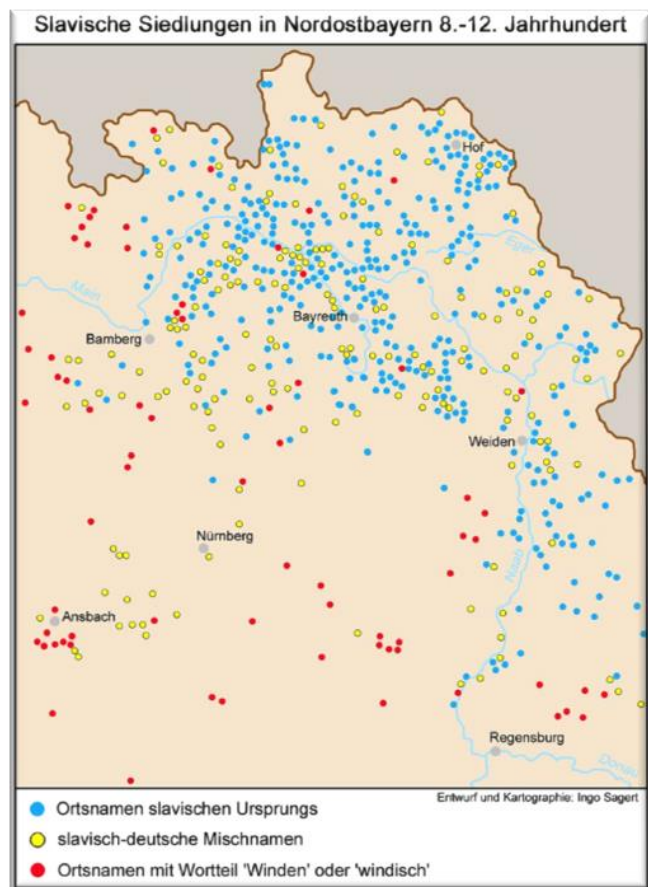 Slavische Siedlungen in Nordostbayern 8.-12. Jahrhundert
Hof
Eger
Main
Bayreuth
Bamberg
Weiden
Nürnberg
Naab
Ansbach
Regensburg
Donau
Entwurf und Kartographie: Ingo Sagert
Ortsnamen slavischen Ursprungs
slavisch-deutsche Mischnamen
Ortsnamen mit Wortteil 'Winden' oder 'windisch'